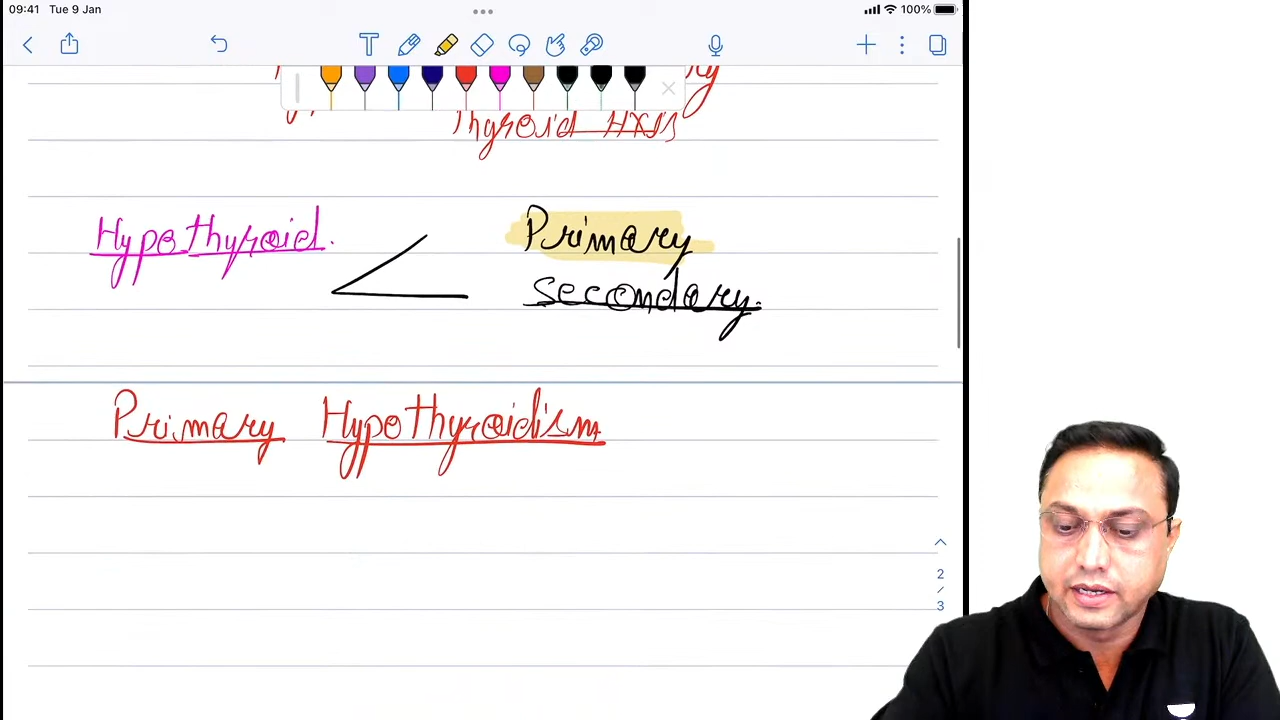 09:41 Tue 9 Jan 100%
Thyroid Axis
Hypothyroid.
Primary
secondary.
Primary Hypothyroidism
2
3